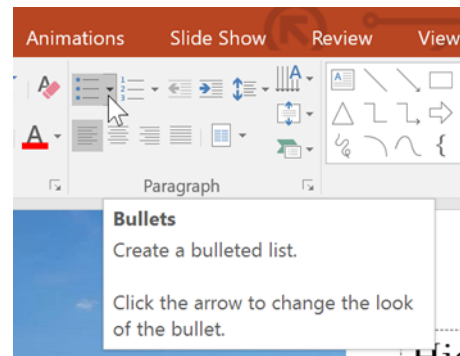 Animations Slide Show Review View
Paragraph
Bullets
Create a bulleted list.
Click the arrow to change the look
of the bullet.